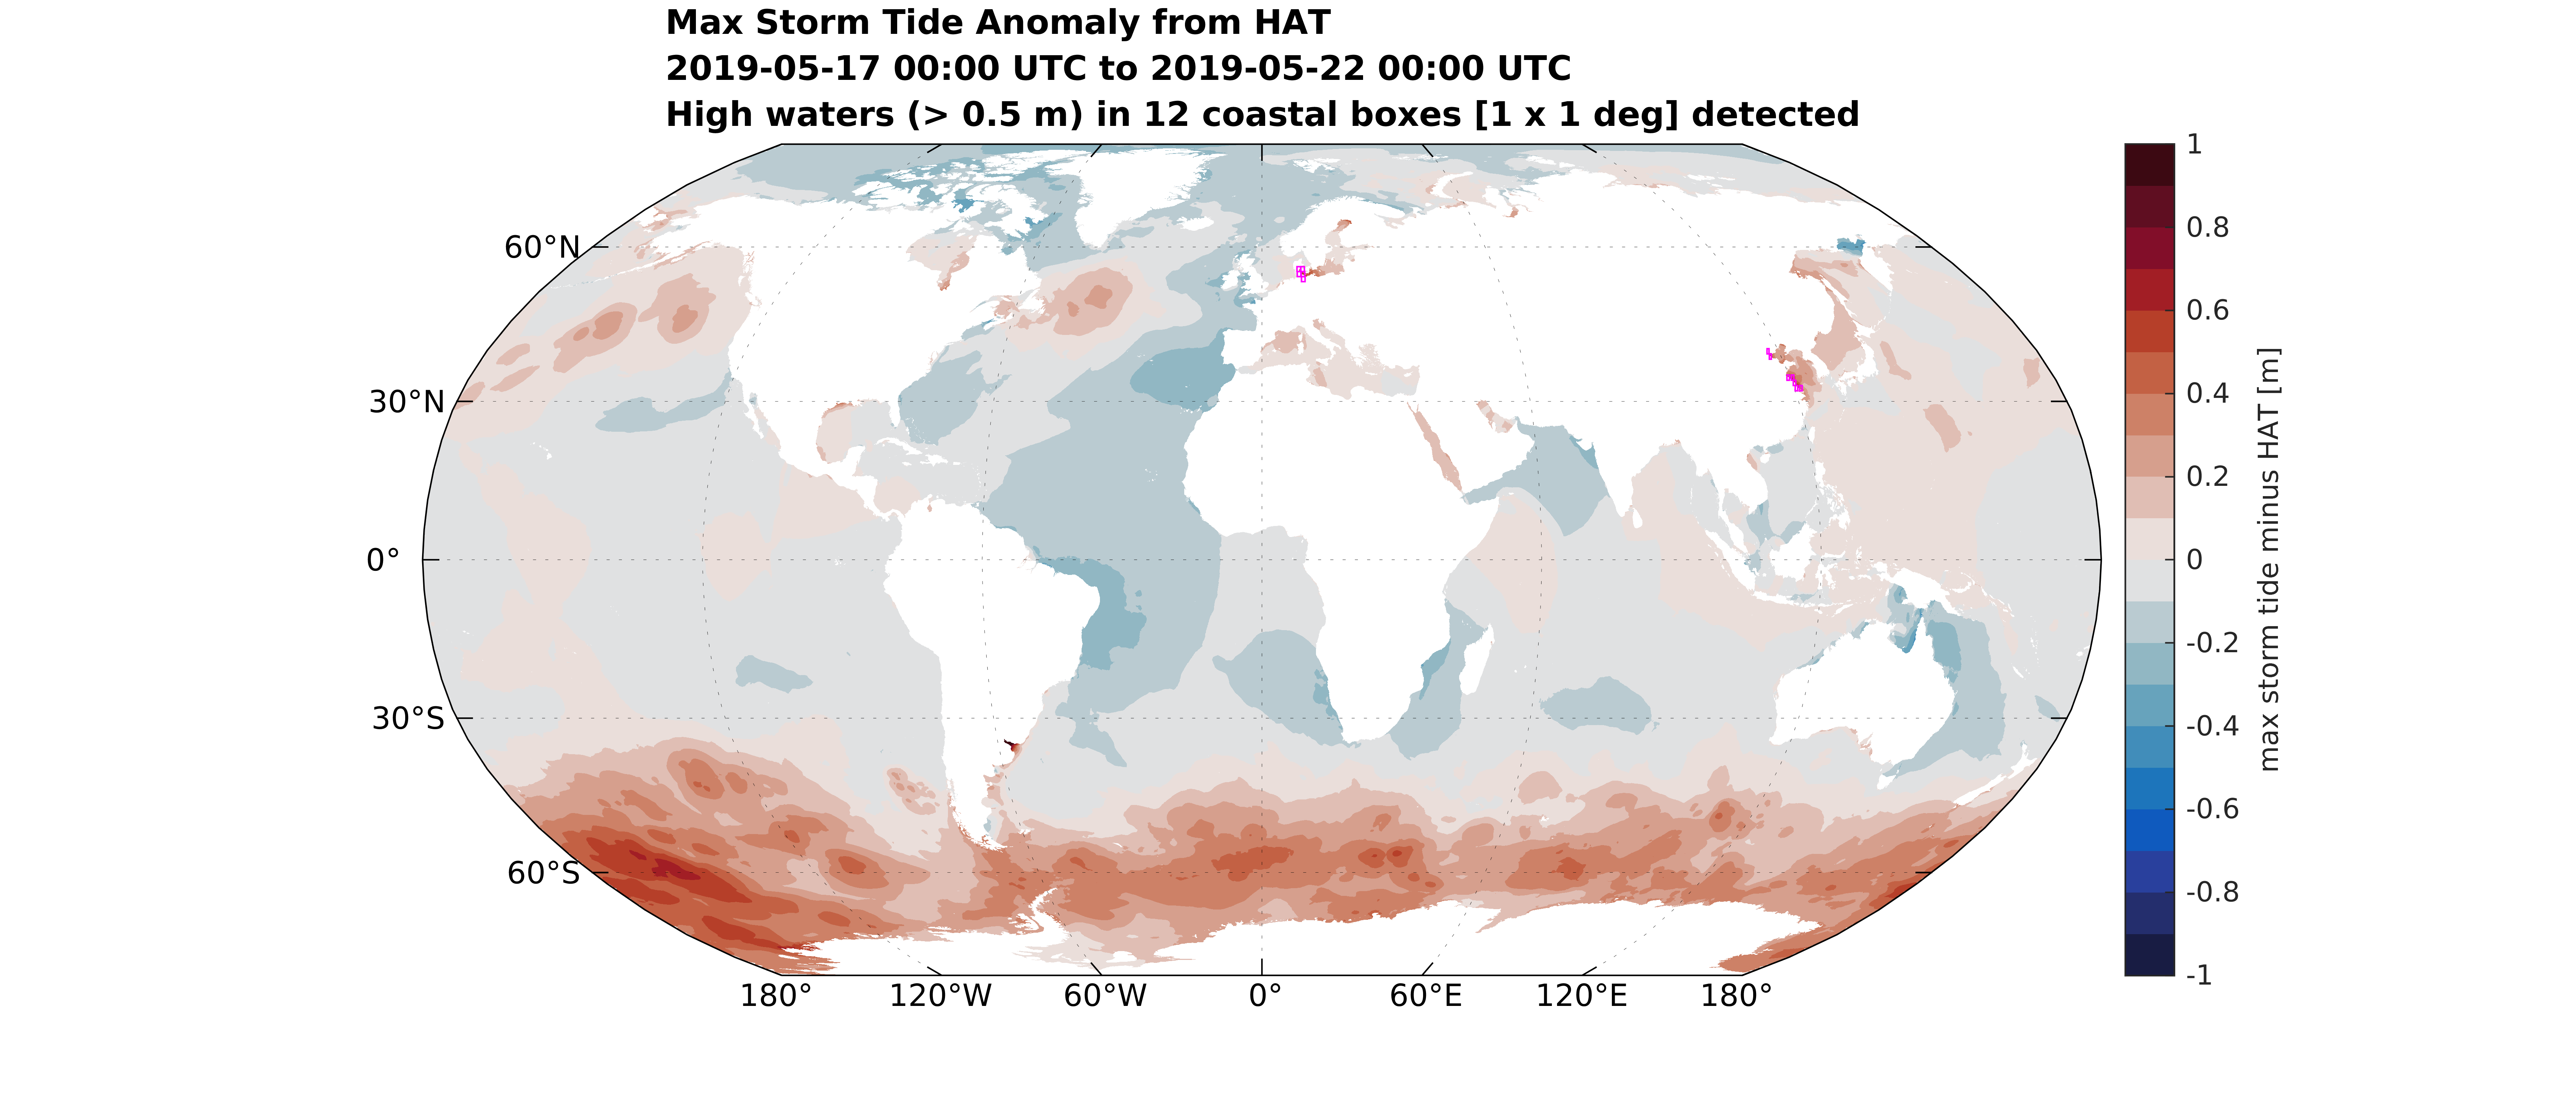 Max Storm Tide Anomaly from HAT
2019-05-17 00:00 UTC to 2019-05-22 00:00 UTC
High waters (> 0.5 m) in 12 coastal boxes [1 x 1 deg] detected
60°N
30°N
0°
30°S
60°S
180°
120°W
60°W
0°
60°E
120°E
180°
1
0.8
0.6
0.4
0.2
0
-0.2
-0.4
-0.6
-0.8
-1
max storm tide minus HAT [m]